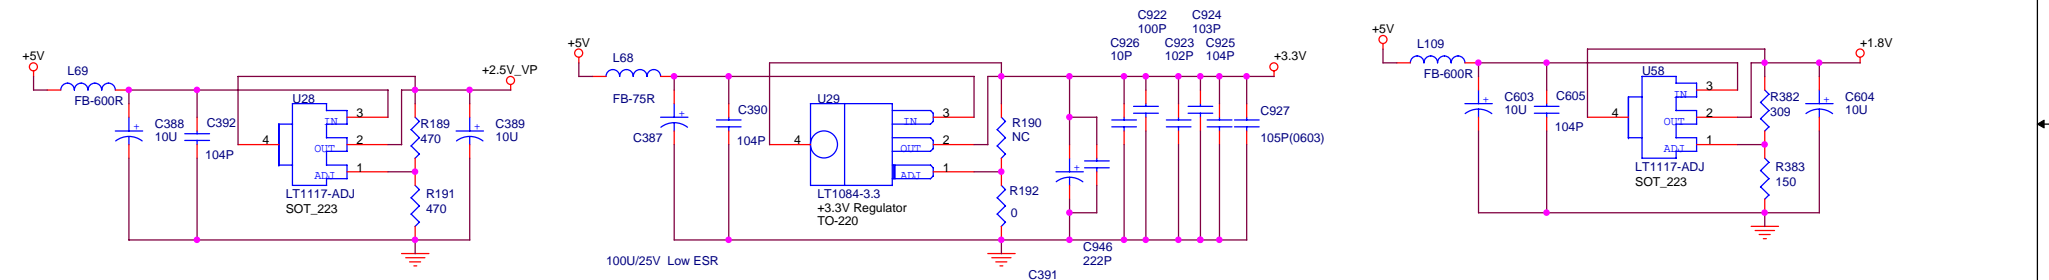 +5V
L69
FB-600R
C388
10U
C392
104P
U28
4
IN
3
OUT
2
ADJ
1
LT1117-ADJ
SOT_223
R189
470
R191
470
C389
10U
+2.5V_VP
+5V
L68
FB-75R
C387
C390
104P
U29
4
IN
3
OUT
2
ADJ
1
LT1084-3.3
+3.3V Regulator
TO-220
R190
NC
R192
0
100U/25V Low ESR
C391
C946
222P
C922
100P
C924
103P
C926
10P
C923
102P
C925
104P
C927
105P(0603)
+3.3V
+5V
L109
FB-600R
C603
10U
C605
104P
U58
4
IN
3
OUT
2
ADJ
1
LT1117-ADJ
SOT_223
R382
309
R383
150
C604
10U
+1.8V